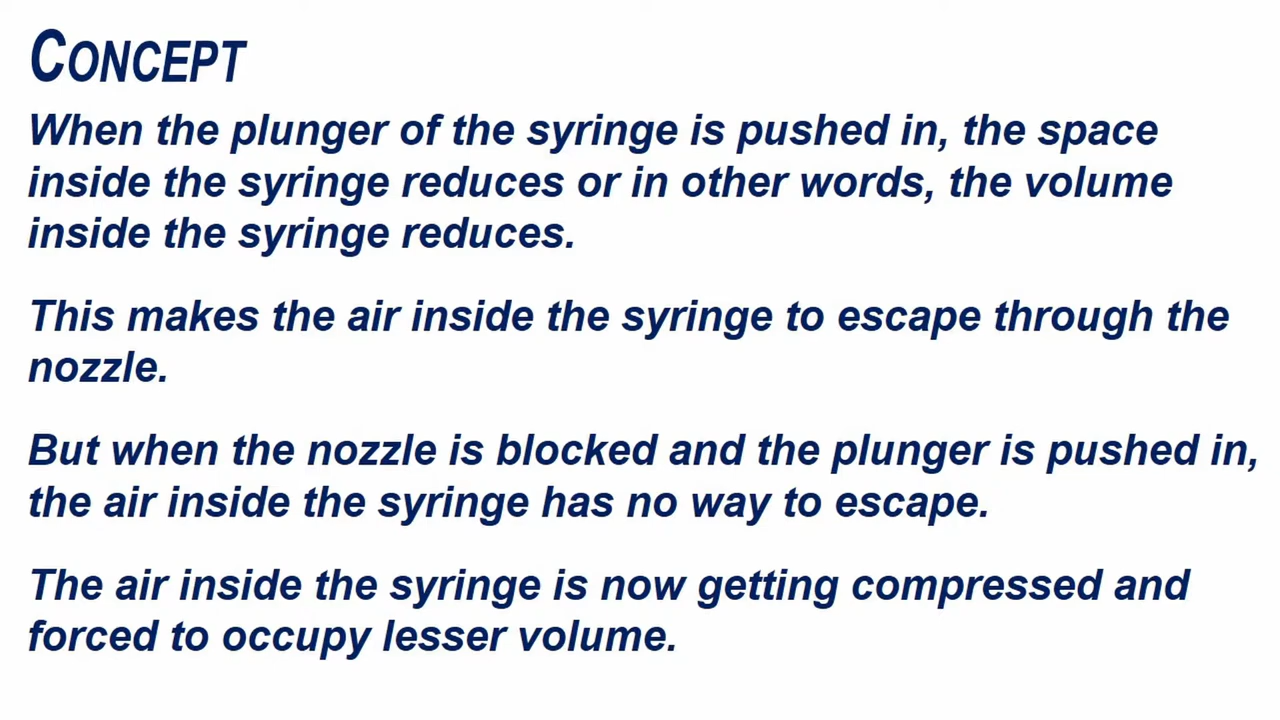 CONCEPT
When the plunger of the syringe is pushed in, the space
inside the syringe reduces or in other words, the volume
inside the syringe reduces.
This makes the air inside the syringe to escape through the
nozzle.
But when the nozzle is blocked and the plunger is pushed in,
the air inside the syringe has no way to escape.
The air inside the syringe is now getting compressed and
forced to occupy lesser volume.